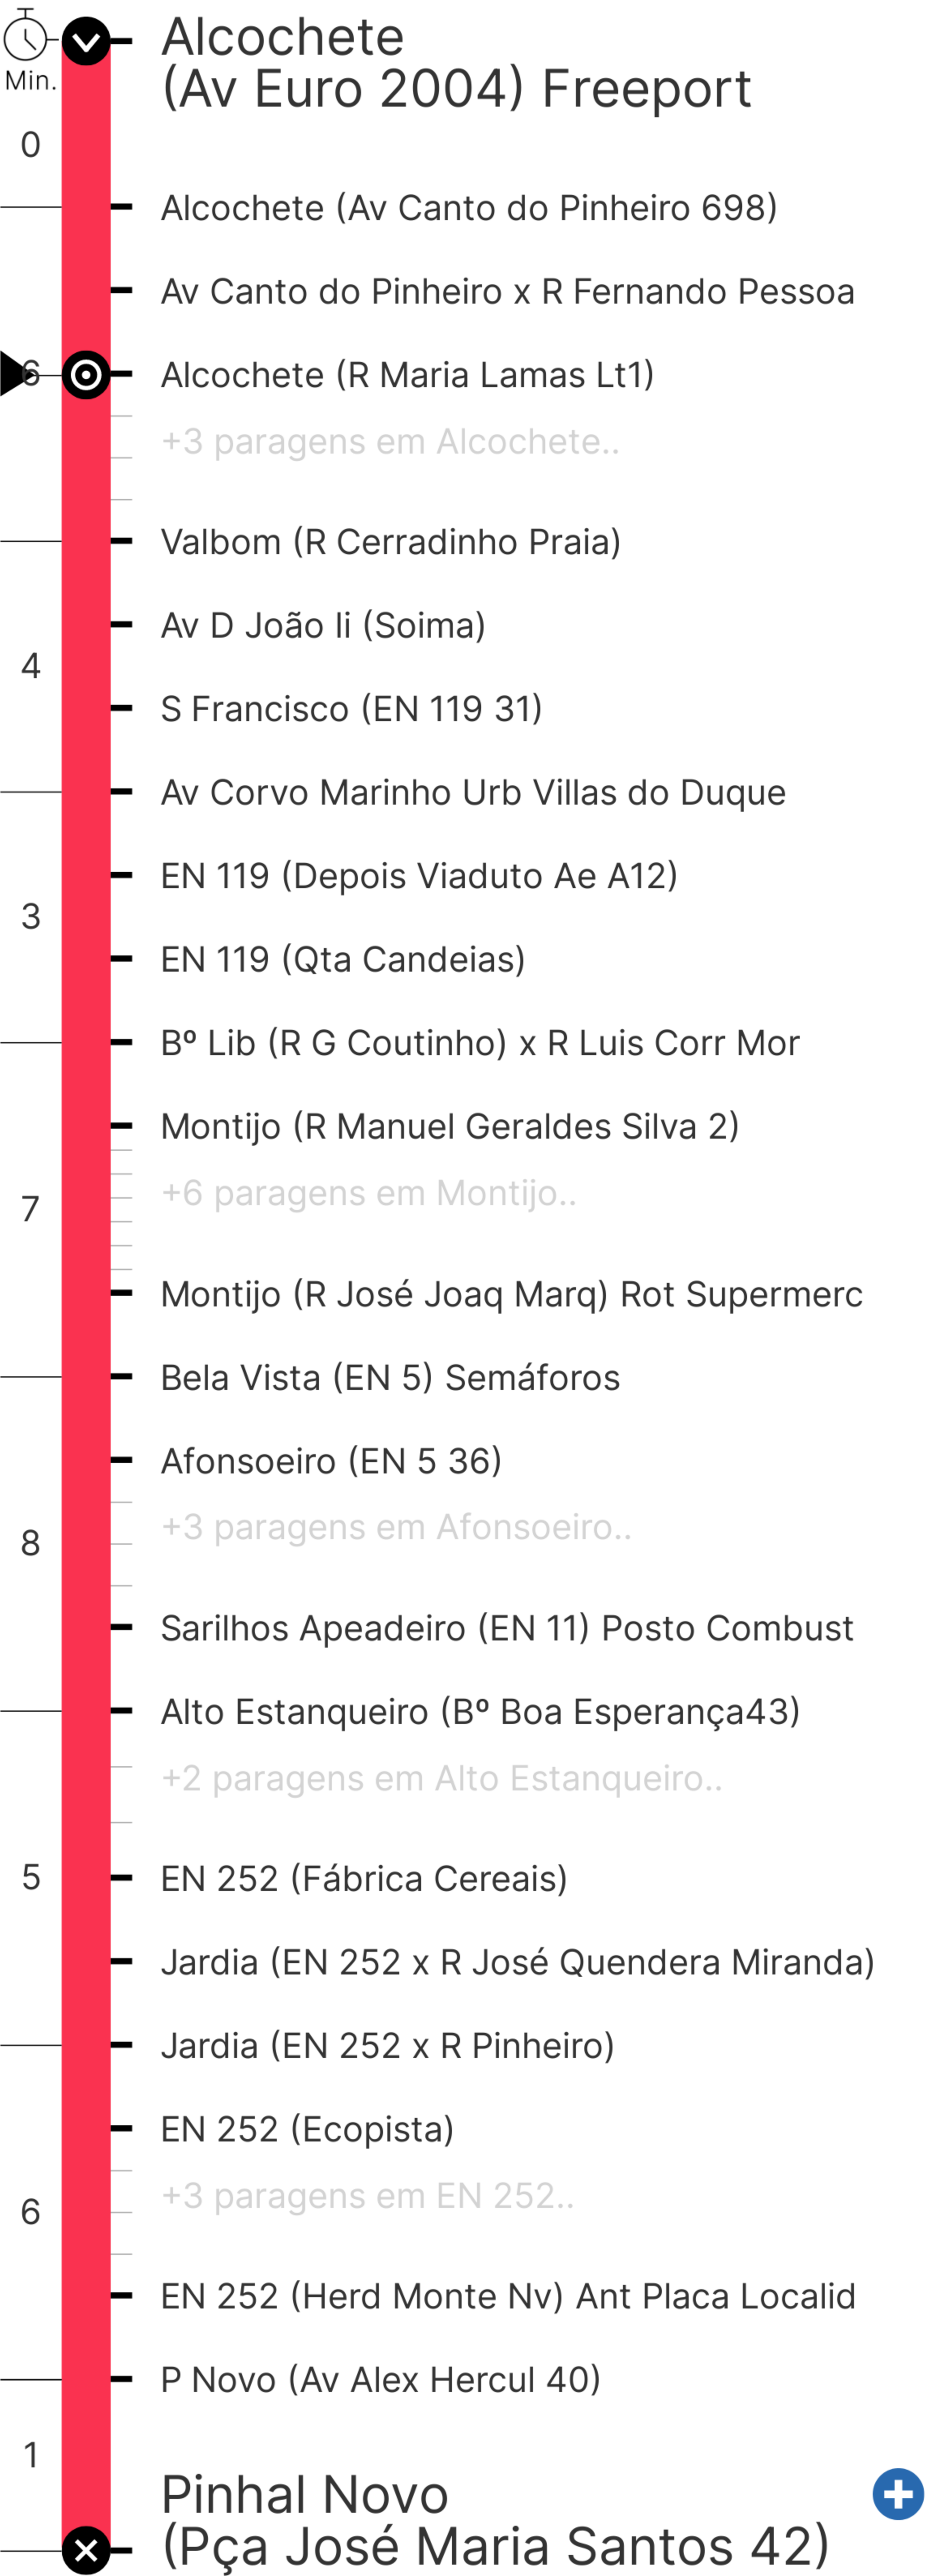 Alcochete
(Av Euro 2004) Freeport
Min.
0
Alcochete (Av Canto do Pinheiro 698)
Av Canto do Pinheiro x R Fernando Pessoa
6 Alcochete (R Maria Lamas Lt1)
+3 paragens em Alcochete..
Valbom (R Cerradinho Praia)
Av D João Ii (Soima)
4
S Francisco (EN 119 31)
Av Corvo Marinho Urb Villas do Duque
EN 119 (Depois Viaduto Ae A12)
3
EN 119 (Qta Candeias)
Bº Lib (R G Coutinho) x R Luis Corr Mor
Montijo (R Manuel Geraldes Silva 2)
+6 paragens em Montijo..
7
Montijo (R José Joaq Marq) Rot Supermerc
Bela Vista (EN 5) Semáforos
Afonsoeiro (EN 5 36)
+3 paragens em Afonsoeiro..
8
Sarilhos Apeadeiro (EN 11) Posto Combust
Alto Estanqueiro (Bº Boa Esperança43)
+2 paragens em Alto Estanqueiro..
5 EN 252 (Fábrica Cereais)
Jardia (EN 252 x R José Quendera Miranda)
Jardia (EN 252 x R Pinheiro)
EN 252 (Ecopista)
+3 paragens em EN 252..
6
EN 252 (Herd Monte Nv) Ant Placa Localid
P Novo (Av Alex Hercul 40)
1
Pinhal Novo
(Pça José Maria Santos 42)